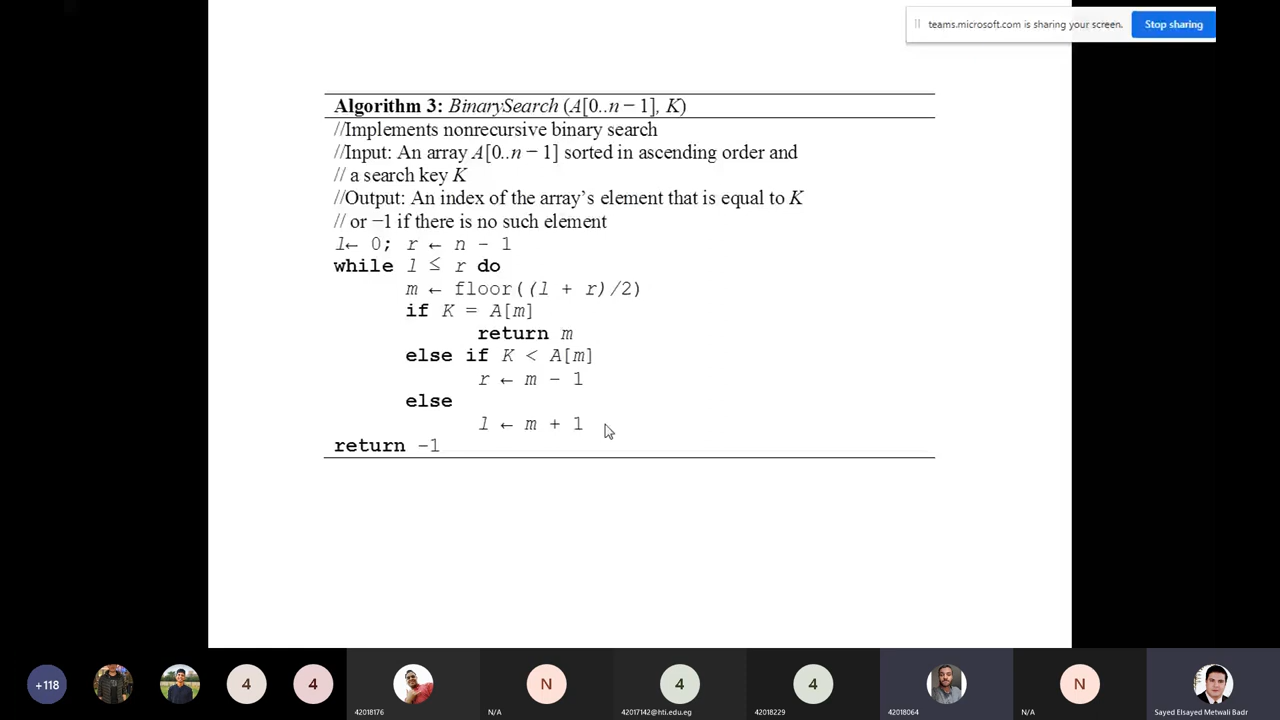 teams.microsoft.com is sharing your screen. Stop sharing
Algorithm 3: BinarySearch (A[0..n − 1], K)
//Implements nonrecursive binary search
//Input: An array A[0..n − 1] sorted in ascending order and
// a search key K
//Output: An index of the array’s element that is equal to K
// or −1 if there is no such element
l← 0; r ← n - 1
while l ≤ r do
m ← floor((l + r)/2)
if K = A[m]
return m
else if K < A[m]
r ← m - 1
else
l ← m + 1
return -1
+118
4
4
N
4
4
N
42018176
N/A
42017142@hti.edu.eg
42018229
42018064
N/A
Sayed Elsayed Metwali Badr